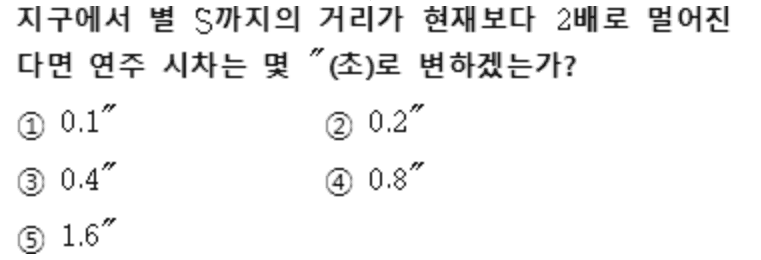 지구에서 별 S까지의 거리가 현재보다 2배로 멀어진
다면 연주 시차는 몇 ″(초)로 변하겠는가?
① 0.1″ ② 0.2″
③ 0.4″ ④ 0.8″
⑤ 1.6″